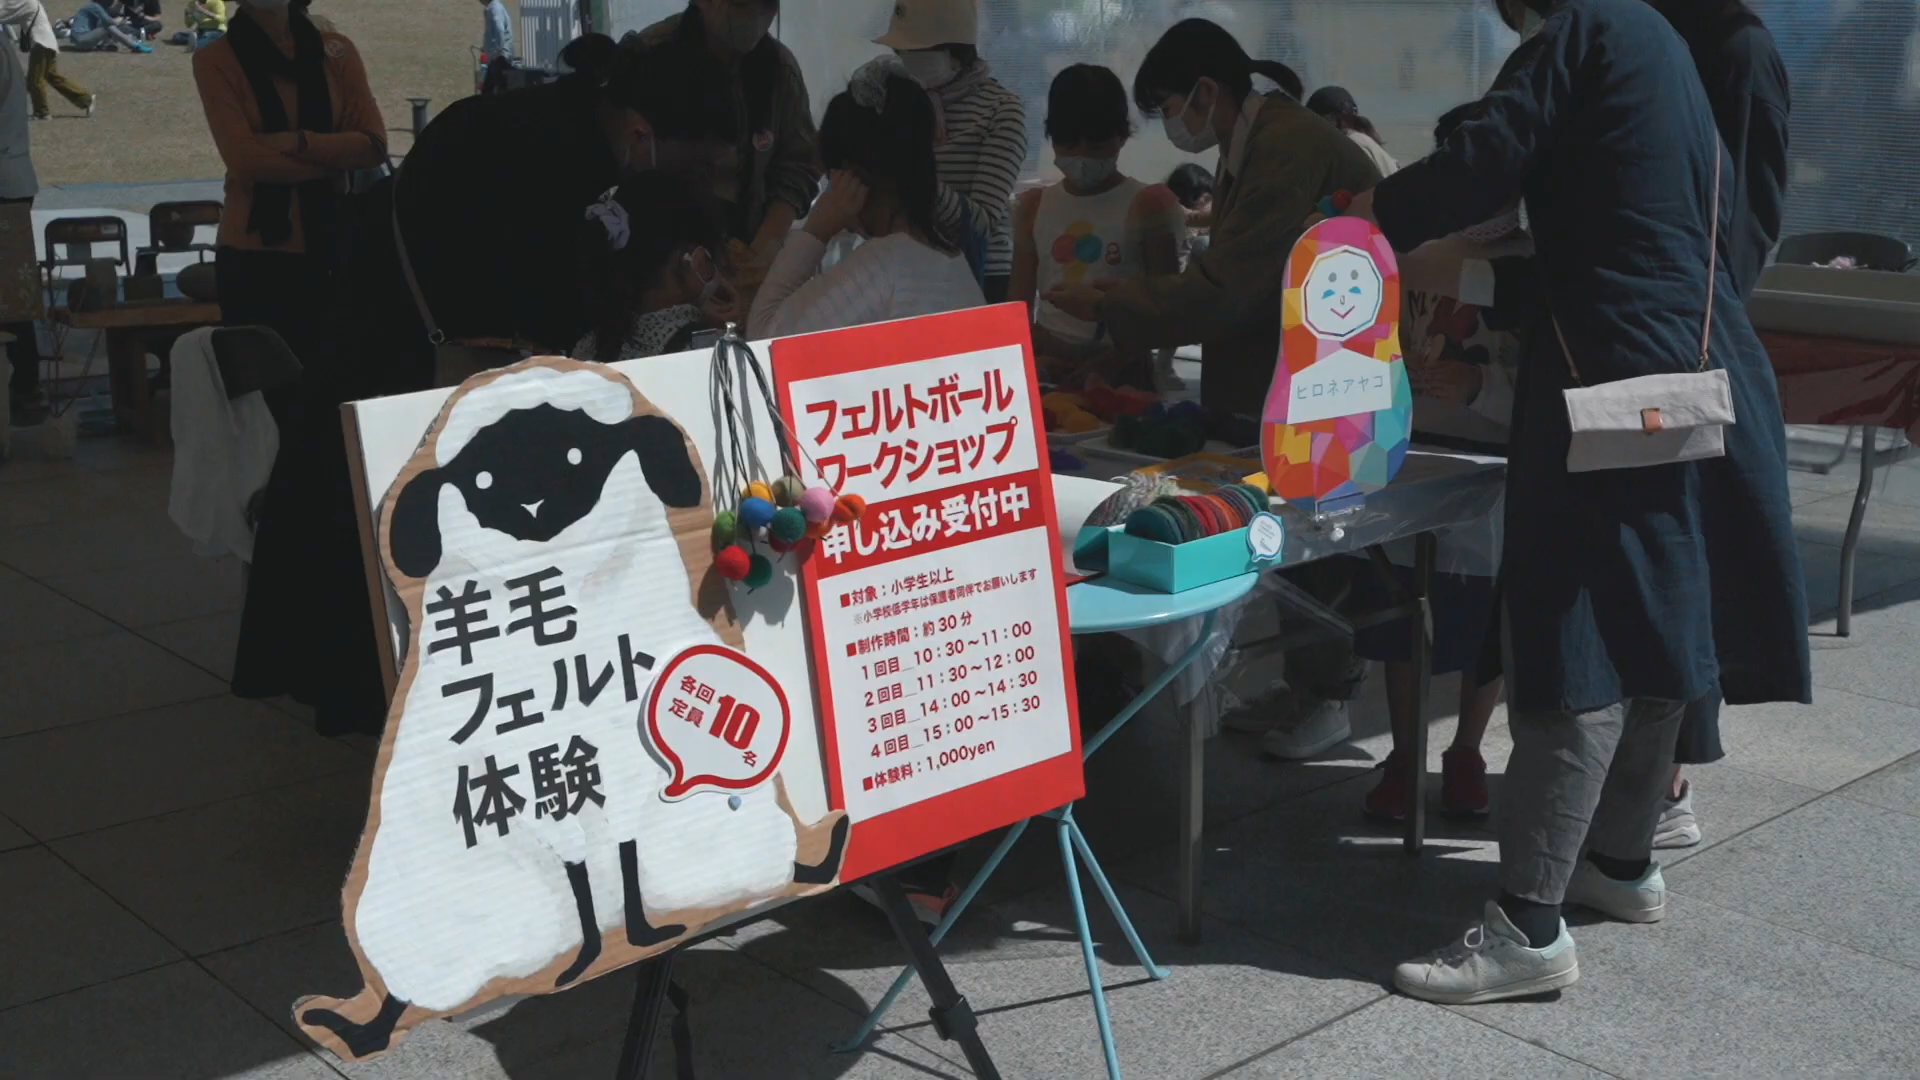 羊毛
フェルト
体験
各回
定員10名
フェルトボール
ワークショップ
申し込み受付中
■対象：小学生以上
※小学校低学年は保護者同伴でお願いします
■制作時間：約30分
1回目_10：30～11：00
2回目_11：30～12：00
3回目_14：00～14：30
4回目_15：00～15：30
■体験料：1,000yen
ヒロネアヤコ